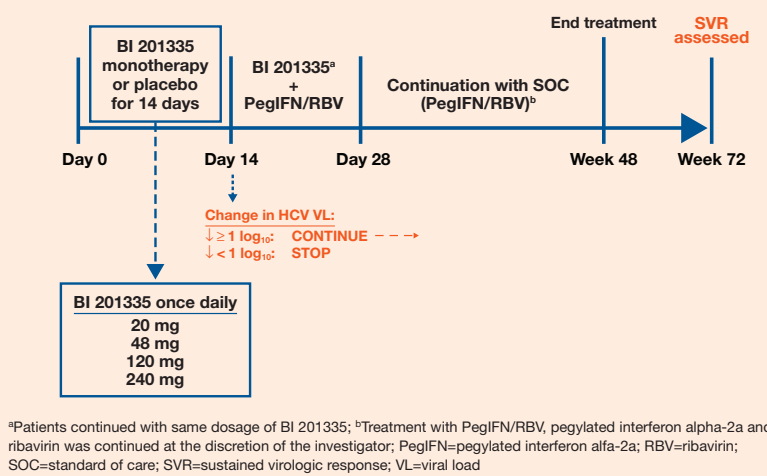 End treatment
SVR
assessed
BI 201335
monotherapy
or placebo
for 14 days
BI 201335ᵃ
+
PegIFN/RBV
Continuation with SOC
(PegIFN/RBV)ᵇ
Day 0
Day 14
Day 28
Week 48
Week 72
Change in HCV VL:
↓ ≥ 1 log₁₀: CONTINUE
↓ < 1 log₁₀: STOP
BI 201335 once daily
20 mg
48 mg
120 mg
240 mg
ᵃPatients continued with same dosage of BI 201335; ᵇTreatment with PegIFN/RBV, pegylated interferon alpha-2a and
ribavirin was continued at the discretion of the investigator; PegIFN=pegylated interferon alfa-2a; RBV=ribavirin;
SOC=standard of care; SVR=sustained virologic response; VL=viral load